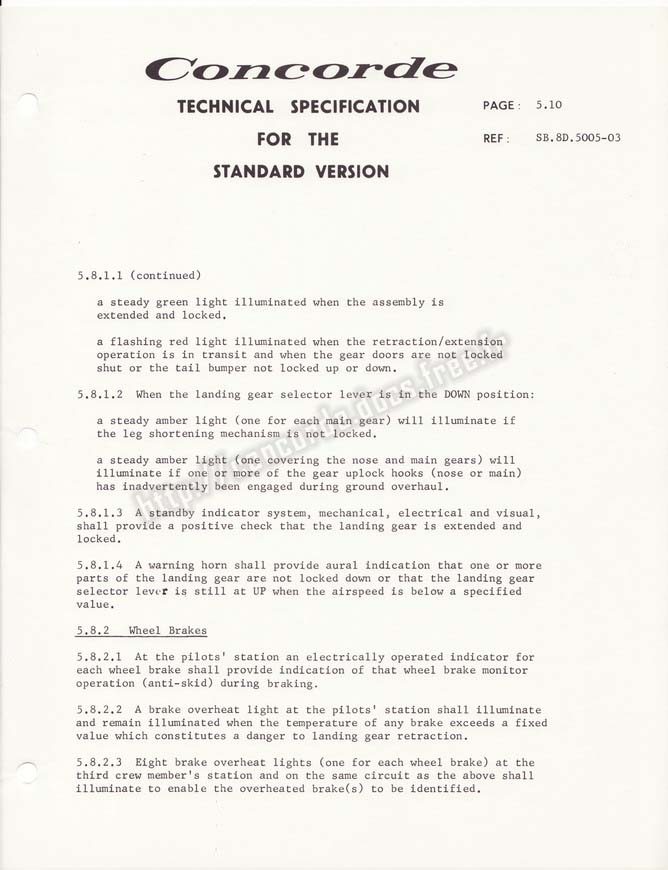 Concorde
TECHNICAL SPECIFICATION
FOR THE
STANDARD VERSION
PAGE: 5.10
REF: SB.8D.5005-03
5.8.1.1 (continued)
a steady green light illuminated when the assembly is
extended and locked.
a flashing red light illuminated when the retraction/extension
operation is in transit and when the gear doors are not locked
shut or the tail bumper not locked up or down.
5.8.1.2 When the landing gear selector lever is in the DOWN position:
a steady amber light (one for each main gear) will illuminate if
the leg shortening mechanism is not locked.
a steady amber light (one covering the nose and main gears) will
illuminate if one or more of the gear uplock hooks (nose or main)
has inadvertently been engaged during ground overhaul.
5.8.1.3 A standby indicator system, mechanical, electrical and visual,
shall provide a positive check that the landing gear is extended and
locked.
5.8.1.4 A warning horn shall provide aural indication that one or more
parts of the landing gear are not locked down or that the landing gear
selector lever is still at UP when the airspeed is below a specified
value.
5.8.2 Wheel Brakes
5.8.2.1 At the pilots' station an electrically operated indicator for
each wheel brake shall provide indication of that wheel brake monitor
operation (anti-skid) during braking.
5.8.2.2 A brake overheat light at the pilots' station shall illuminate
and remain illuminated when the temperature of any brake exceeds a fixed
value which constitutes a danger to landing gear retraction.
5.8.2.3 Eight brake overheat lights (one for each wheel brake) at the
third crew member's station and on the same circuit as the above shall
illuminate to enable the overheated brake(s) to be identified.
http://concorde.docs.free.fr